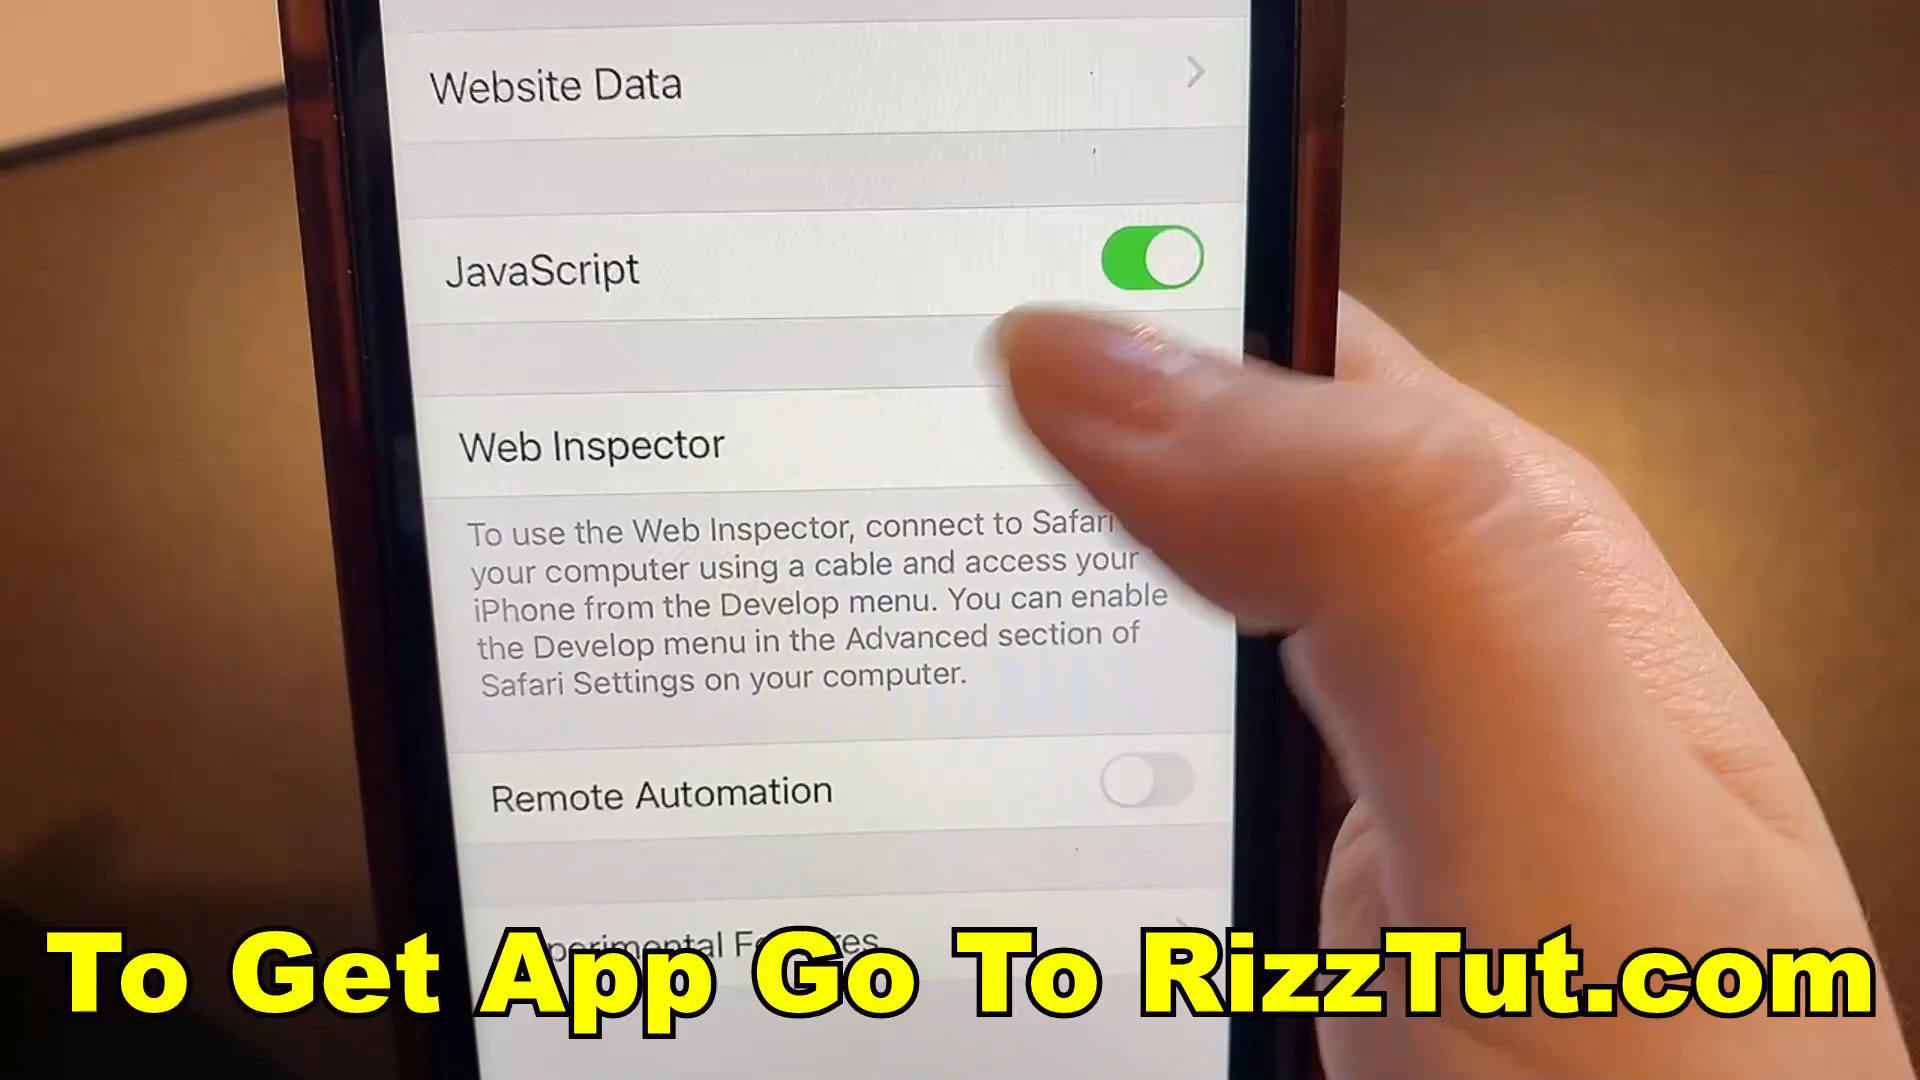 Website Data
JavaScript
Web Inspector
To use the Web Inspector, connect to Safari
your computer using a cable and access your
iPhone from the Develop menu. You can enable
the Develop menu in the Advanced section of
Safari Settings on your computer.
Remote Automation
To Get App Go To RizzTut.com